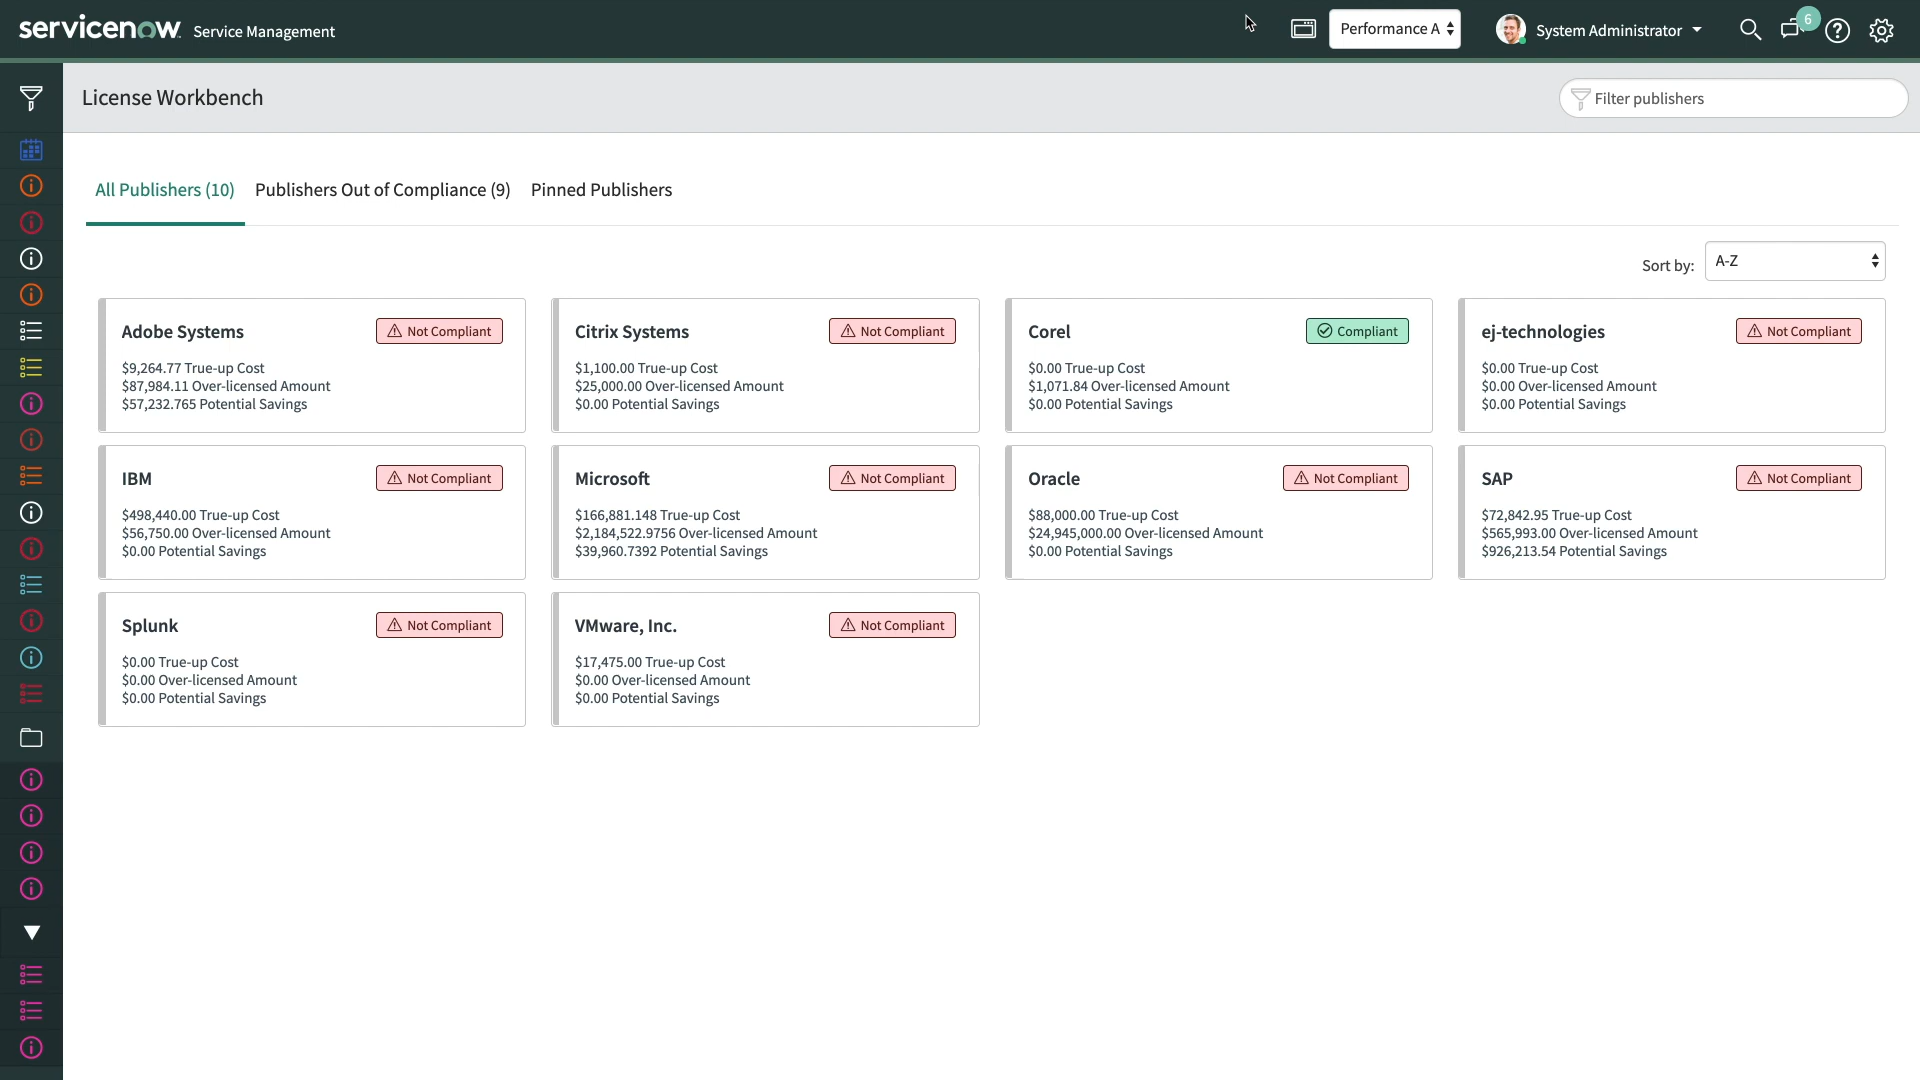 servicenow Service Management
Performance A
System Administrator
6
License Workbench
Filter publishers
All Publishers (10)
Publishers Out of Compliance (9)
Pinned Publishers
Sort by:
A-Z
Adobe Systems
Not Compliant
$9,264.77 True-up Cost
$87,984.11 Over-licensed Amount
$57,232.765 Potential Savings
Citrix Systems
Not Compliant
$1,100.00 True-up Cost
$25,000.00 Over-licensed Amount
$0.00 Potential Savings
Corel
Compliant
$0.00 True-up Cost
$1,071.84 Over-licensed Amount
$0.00 Potential Savings
ej-technologies
Not Compliant
$0.00 True-up Cost
$0.00 Over-licensed Amount
$0.00 Potential Savings
IBM
Not Compliant
$498,440.00 True-up Cost
$56,750.00 Over-licensed Amount
$0.00 Potential Savings
Microsoft
Not Compliant
$166,881.148 True-up Cost
$2,184,522.9756 Over-licensed Amount
$39,960.7392 Potential Savings
Oracle
Not Compliant
$88,000.00 True-up Cost
$24,945,000.00 Over-licensed Amount
$0.00 Potential Savings
SAP
Not Compliant
$72,842.95 True-up Cost
$565,993.00 Over-licensed Amount
$926,213.54 Potential Savings
Splunk
Not Compliant
$0.00 True-up Cost
$0.00 Over-licensed Amount
$0.00 Potential Savings
VMware, Inc.
Not Compliant
$17,475.00 True-up Cost
$0.00 Over-licensed Amount
$0.00 Potential Savings